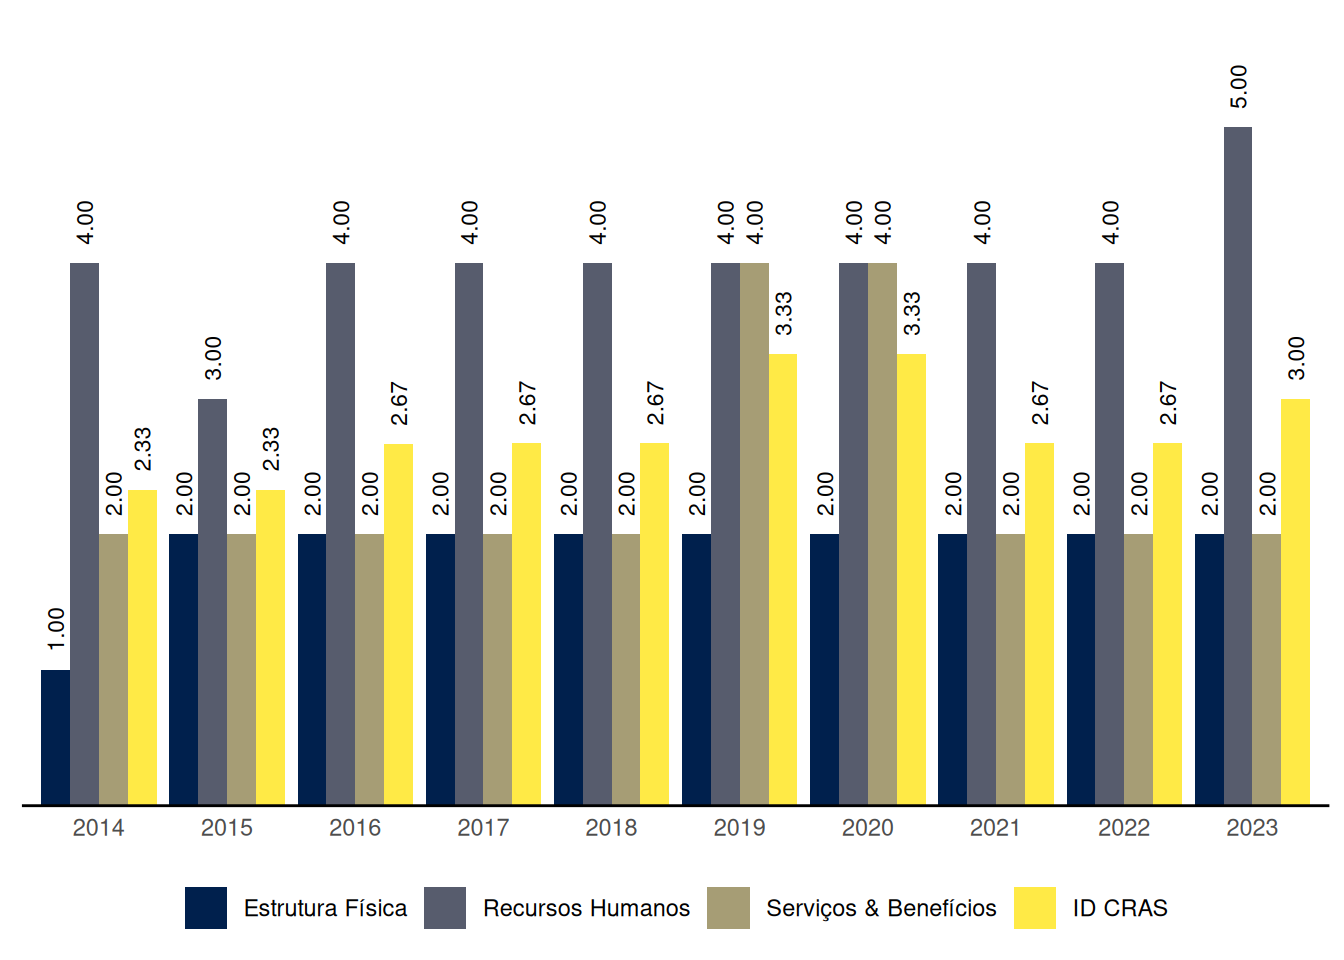 5.00
4.00 4.00 4.00 4.00 4.00 4.00 4.00 4.00 4.00 4.00
3.33 3.33
3.00 3.00
2.67 2.67 2.67 2.67 2.67
2.33 2.33
2.00 2.00 2.00 2.00 2.00 2.00 2.00 2.00 2.00 2.00 2.00 2.00 2.00 2.00 2.00 2.00 2.00
1.00
2014 2015 2016 2017 2018 2019 2020 2021 2022 2023
Estrutura Física Recursos Humanos Serviços & Benefícios ID CRAS